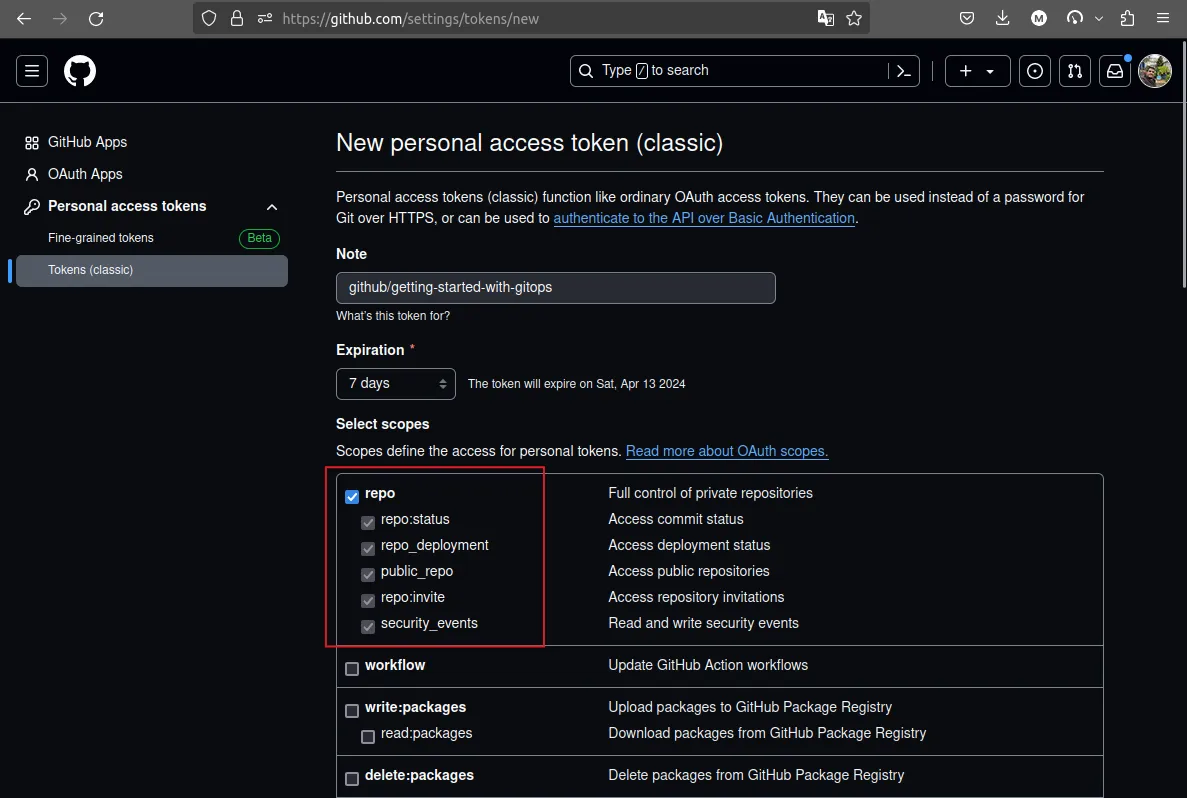 https://github.com/settings/tokens/new
M
Type / to search
GitHub Apps
OAuth Apps
Personal access tokens
Fine-grained tokens Beta
Tokens (classic)
New personal access token (classic)
Personal access tokens (classic) function like ordinary OAuth access tokens. They can be used instead of a password for
Git over HTTPS, or can be used to authenticate to the API over Basic Authentication.
Note
github/getting-started-with-gitops
What's this token for?
Expiration *
7 days The token will expire on Sat, Apr 13 2024
Select scopes
Scopes define the access for personal tokens. Read more about OAuth scopes.
repo Full control of private repositories
repo:status Access commit status
repo_deployment Access deployment status
public_repo Access public repositories
repo:invite Access repository invitations
security_events Read and write security events
workflow Update GitHub Action workflows
write:packages Upload packages to GitHub Package Registry
read:packages Download packages from GitHub Package Registry
delete:packages Delete packages from GitHub Package Registry